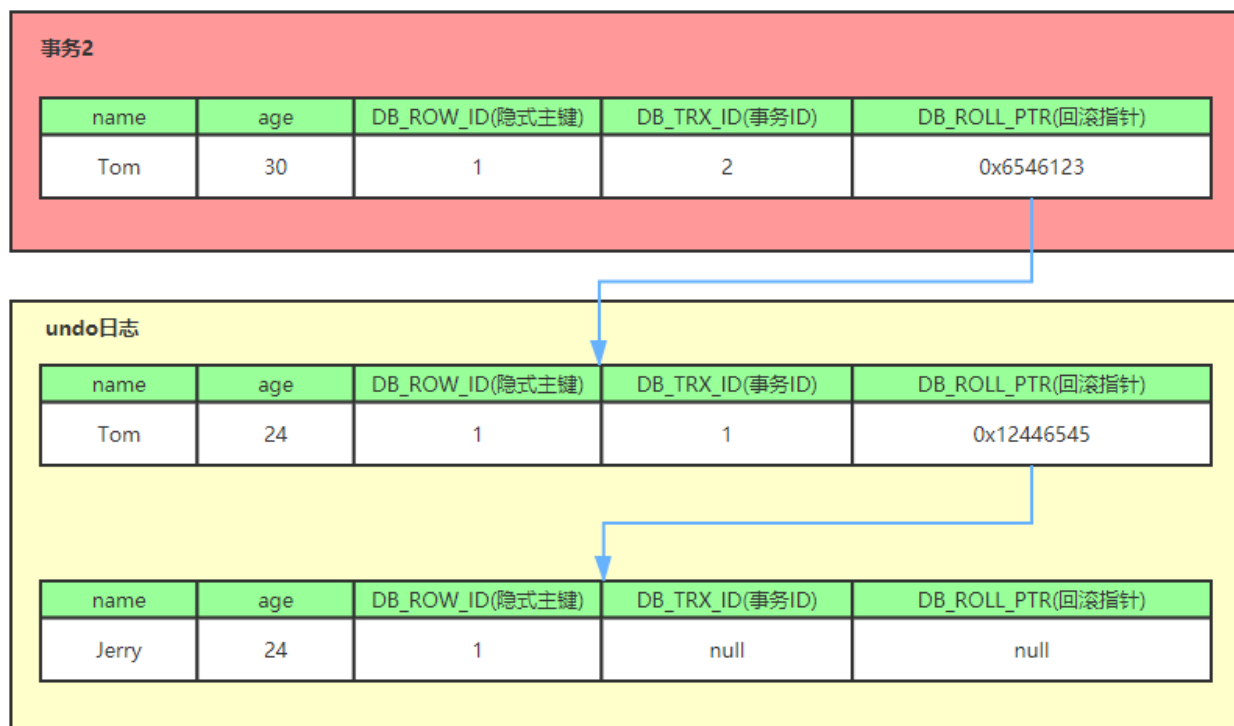 事务2
name age DB_ROW_ID(隐式主键) DB_TRX_ID(事务ID) DB_ROLL_PTR(回滚指针)
Tom 30 1 2 0x6546123
undo日志
name age DB_ROW_ID(隐式主键) DB_TRX_ID(事务ID) DB_ROLL_PTR(回滚指针)
Tom 24 1 1 0x12446545
name age DB_ROW_ID(隐式主键) DB_TRX_ID(事务ID) DB_ROLL_PTR(回滚指针)
Jerry 24 1 null null